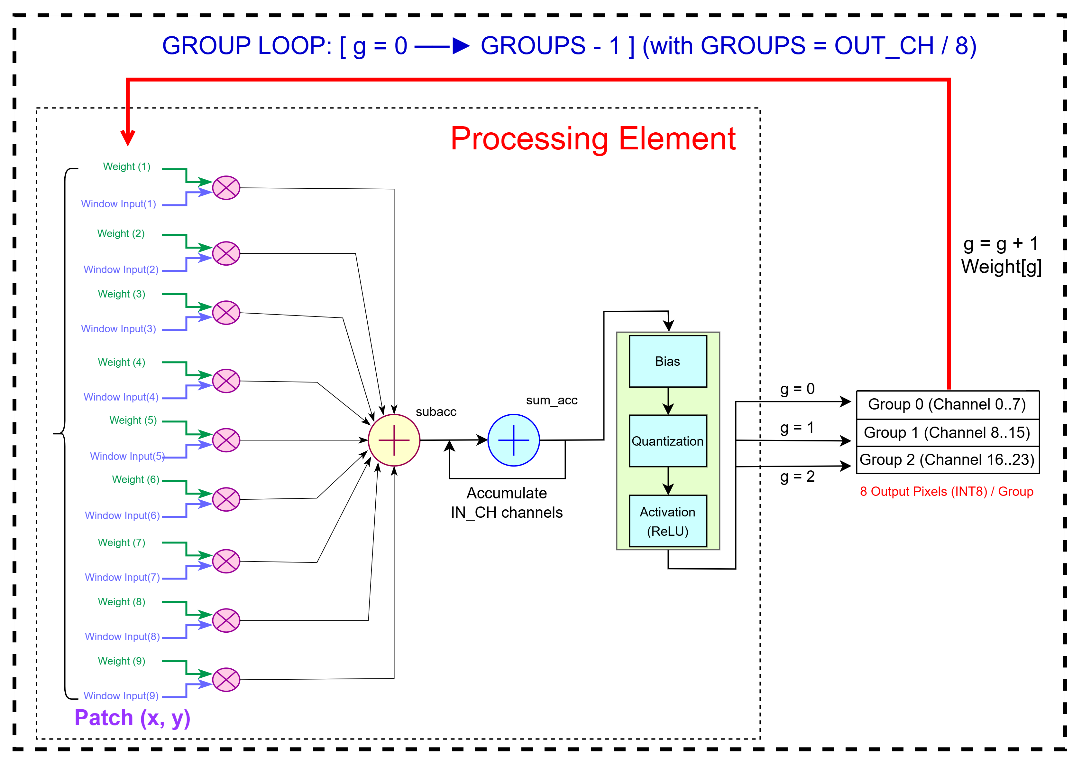 GROUP LOOP: [ g = 0 → GROUPS - 1 ] (with GROUPS = OUT_CH / 8)
Processing Element
Weight (1)
Window Input(1)
Weight (2)
Window Input(2)
Weight (3)
Window Input(3)
Weight (4)
Window Input(4)
Weight (5)
Window Input(5)
Weight (6)
Window Input(6)
Weight (7)
Window Input(7)
Weight (8)
Window Input(8)
Weight (9)
Window Input(9)
Patch (x, y)
subacc
sum_acc
Accumulate
IN_CH channels
Bias
Quantization
Activation
(ReLU)
g = 0
g = 1
g = 2
g = g + 1
Weight[g]
Group 0 (Channel 0..7)
Group 1 (Channel 8..15)
Group 2 (Channel 16..23)
8 Output Pixels (INT8) / Group